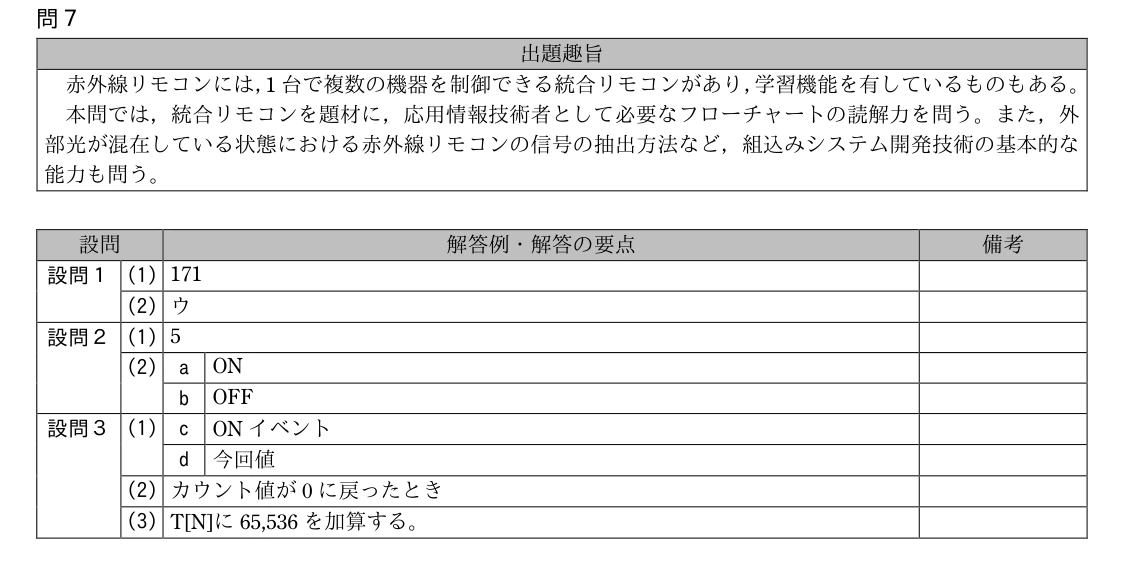 問7
出題趣旨
赤外線リモコンには,1台で複数の機器を制御できる統合リモコンがあり,学習機能を有しているものもある。
本問では，統合リモコンを題材に，応用情報技術者として必要なフローチャートの読解力を問う。また，外
部光が混在している状態における赤外線リモコンの信号の抽出方法など，組込みシステム開発技術の基本的な
能力も問う。
設問 解答例・解答の要点 備考
設問1 (1) 171
(2) ウ
設問2 (1) 5
(2) a ON
b OFF
設問3 (1) c ON イベント
d 今回値
(2) カウント値が 0 に戻ったとき
(3) T[N]に 65,536 を加算する。